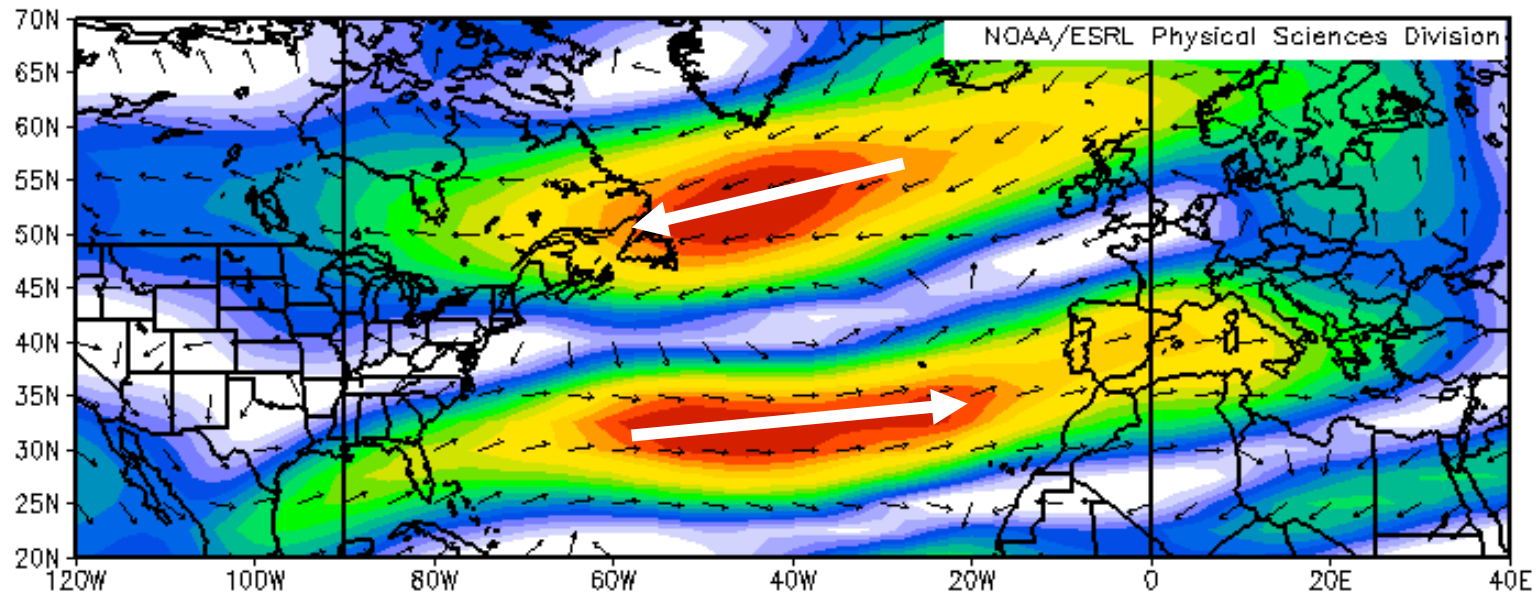 70N
NOAA/ESRL Physical Sciences Division
65N
60N
55N
50N
45N
40N
35N
30N
25N
20N
120W 100W 80W 60W 40W 20W 0 20E 40E